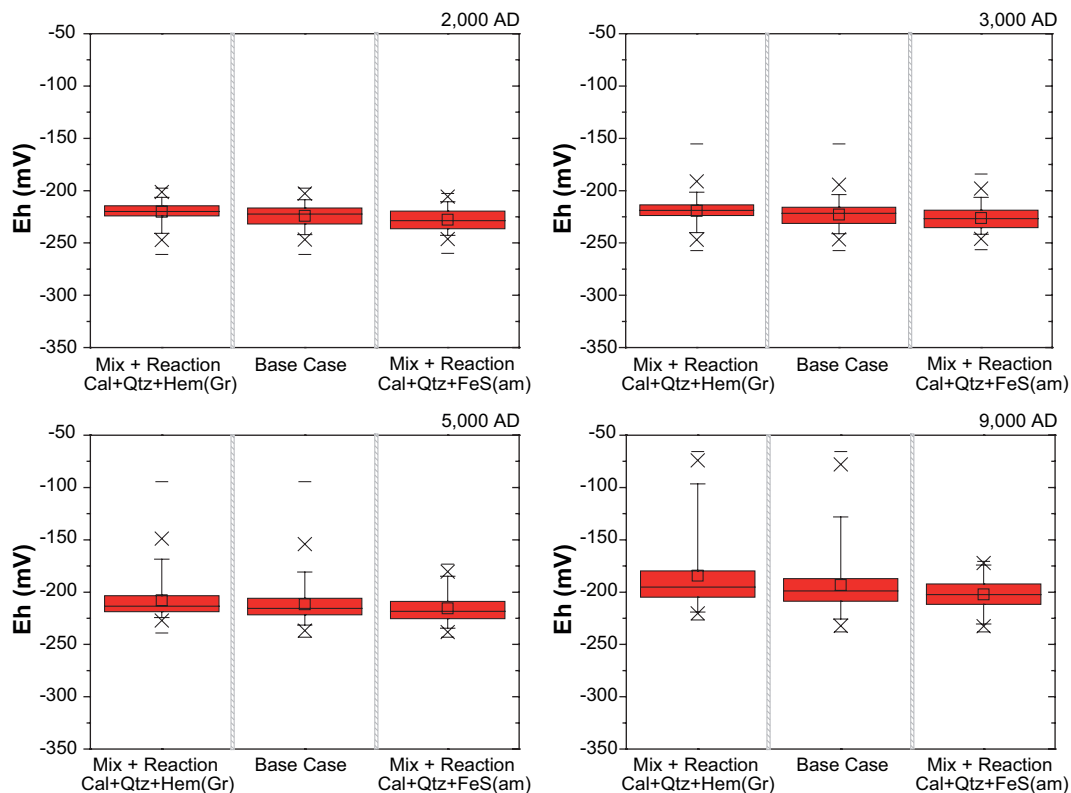 2,000 AD
-50
-100
-150
-200
-250
-300
-350
Eh (mV)
Mix + Reaction
Cal+Qtz+Hem(Gr)
Base Case
Mix + Reaction
Cal+Qtz+FeS(am)
3,000 AD
-50
-100
-150
-200
-250
-300
-350
Eh (mV)
Mix + Reaction
Cal+Qtz+Hem(Gr)
Base Case
Mix + Reaction
Cal+Qtz+FeS(am)
5,000 AD
-50
-100
-150
-200
-250
-300
-350
Eh (mV)
Mix + Reaction
Cal+Qtz+Hem(Gr)
Base Case
Mix + Reaction
Cal+Qtz+FeS(am)
9,000 AD
-50
-100
-150
-200
-250
-300
-350
Eh (mV)
Mix + Reaction
Cal+Qtz+Hem(Gr)
Base Case
Mix + Reaction
Cal+Qtz+FeS(am)